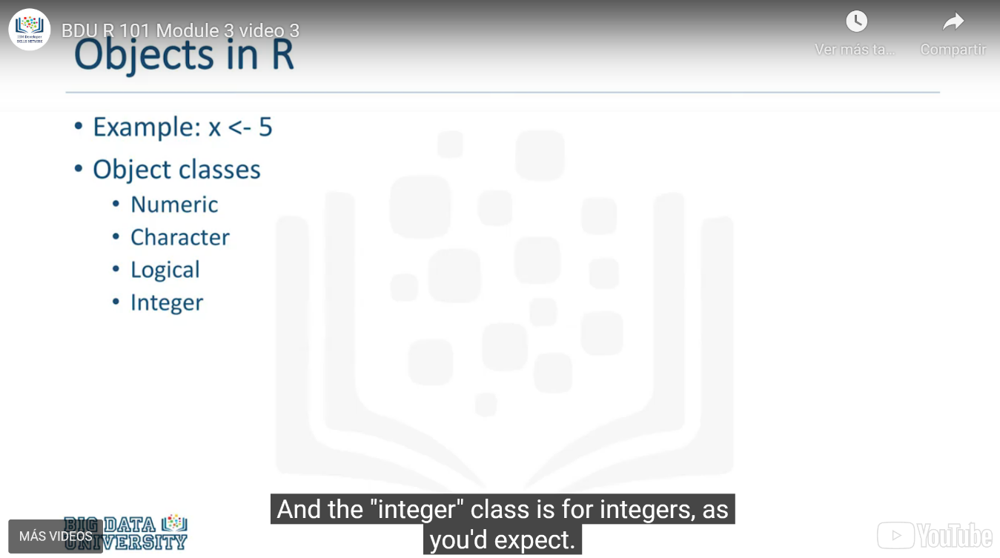 BDU R 101 Module 3 video 3
Ver más ta...
Compartir
IBM Developer
SKILLS NETWORK
Objects in R
• Example: x <- 5
• Object classes
• Numeric
• Character
• Logical
• Integer
And the "integer" class is for integers, as
you'd expect.
MÁS VIDEOS
BIG DATA
UNIVERSITY
YouTube